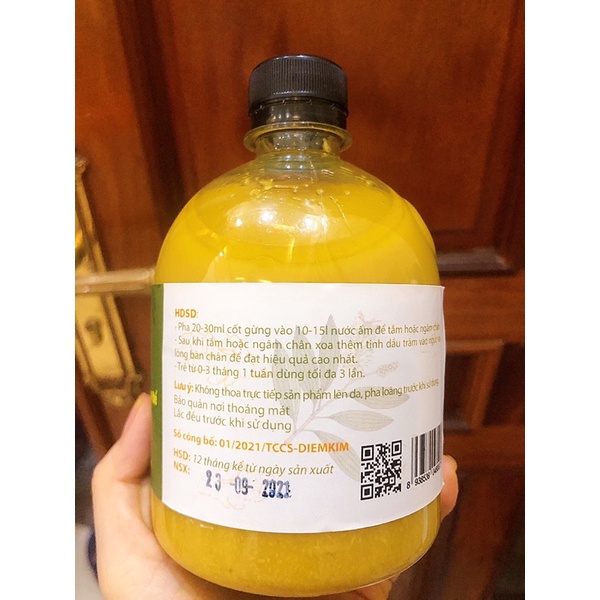 HDSD:
- Pha 20-30ml cốt gừng vào 10-15l nước ấm để tắm hoặc ngâm chân
- Sau khi tắm hoặc ngâm chân xoa thêm tinh dầu tràm vào ngực và
lòng bàn chân để đạt hiệu quả cao nhất.
- Trẻ từ 0-3 tháng 1 tuần dùng tối đa 3 lần.
Lưu ý: Không thoa trực tiếp sản phẩm lên da, pha loãng trước khi sử dụng
Bảo quản nơi thoáng mát
Lắc đều trước khi sử dụng
Số công bố: 01/2021/TCCS-DIEMKIM
HSD: 12 tháng kể từ ngày sản xuất
NSX: 23 -09- 2021